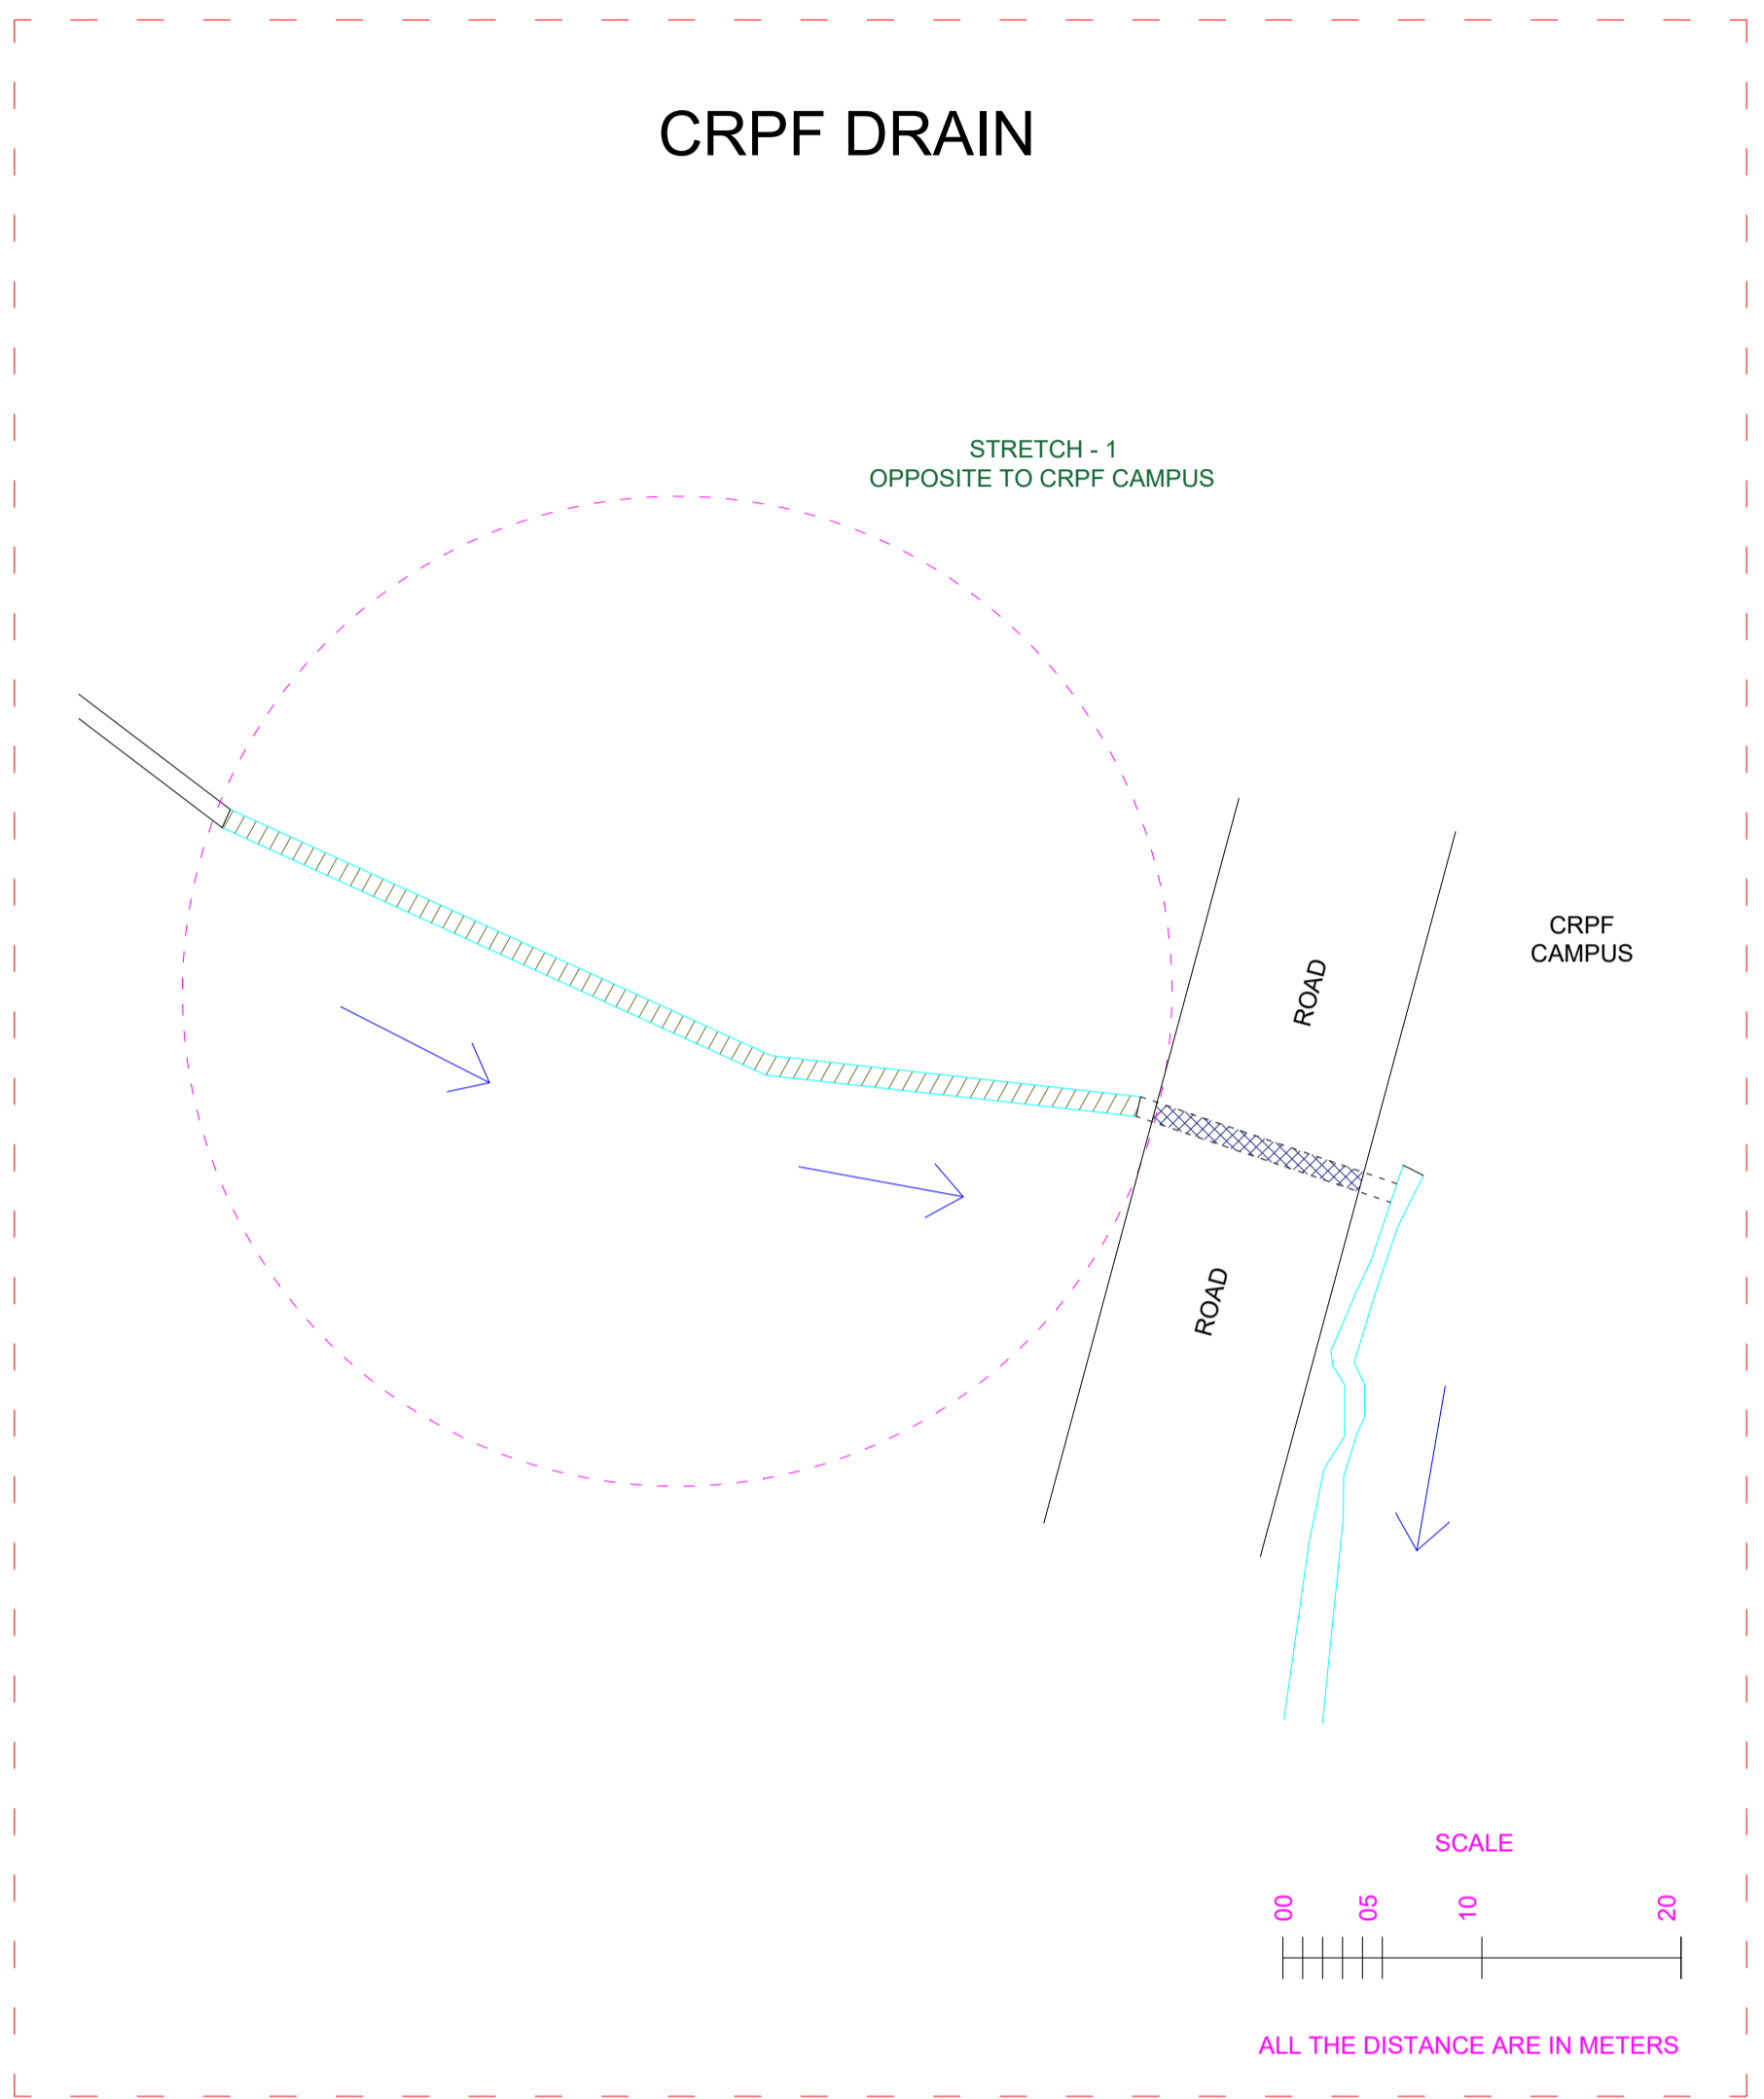 CRPF DRAIN
STRETCH - 1
OPPOSITE TO CRPF CAMPUS
CRPF
CAMPUS
ROAD
ROAD
SCALE
00 05 10 20
ALL THE DISTANCE ARE IN METERS